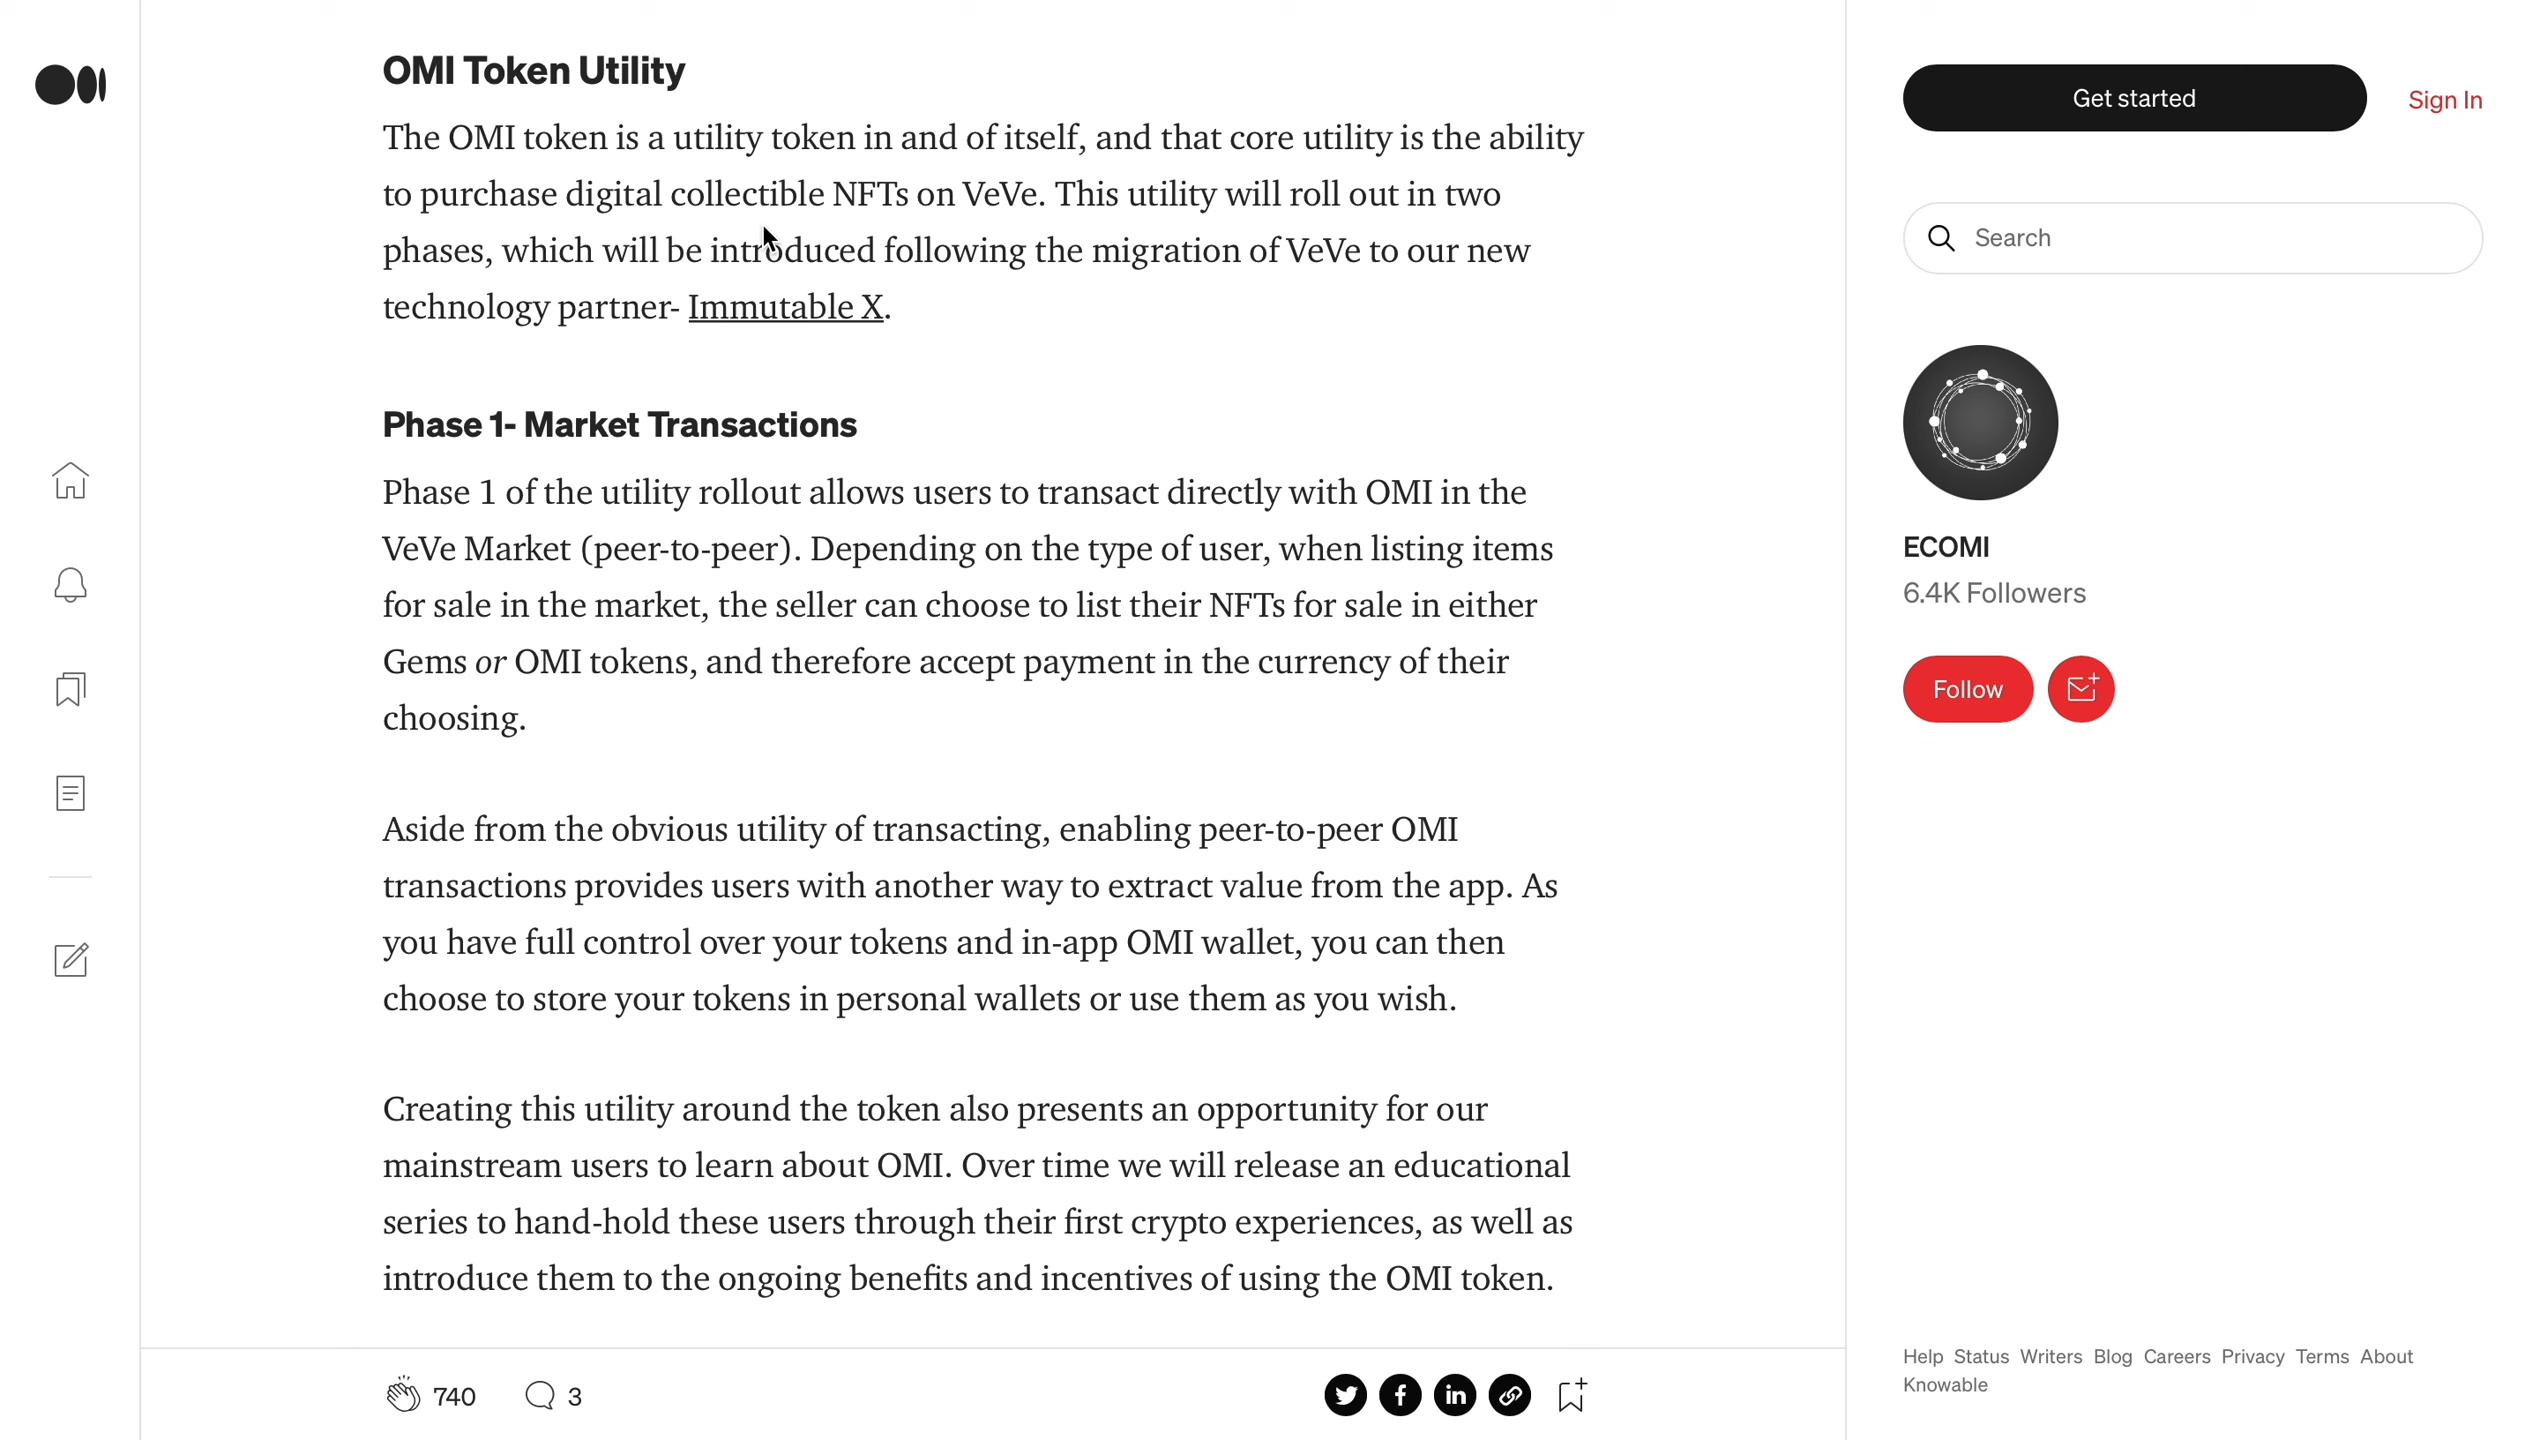 OMI Token Utility
The OMI token is a utility token in and of itself, and that core utility is the ability
to purchase digital collectible NFTs on VeVe. This utility will roll out in two
phases, which will be introduced following the migration of VeVe to our new
technology partner- Immutable X.
Phase 1- Market Transactions
Phase 1 of the utility rollout allows users to transact directly with OMI in the
VeVe Market (peer-to-peer). Depending on the type of user, when listing items
for sale in the market, the seller can choose to list their NFTs for sale in either
Gems or OMI tokens, and therefore accept payment in the currency of their
choosing.
Aside from the obvious utility of transacting, enabling peer-to-peer OMI
transactions provides users with another way to extract value from the app. As
you have full control over your tokens and in-app OMI wallet, you can then
choose to store your tokens in personal wallets or use them as you wish.
Creating this utility around the token also presents an opportunity for our
mainstream users to learn about OMI. Over time we will release an educational
series to hand-hold these users through their first crypto experiences, as well as
introduce them to the ongoing benefits and incentives of using the OMI token.
740 3
Get started Sign In
Search
ECOMI
6.4K Followers
Follow
Help Status Writers Blog Careers Privacy Terms About
Knowable